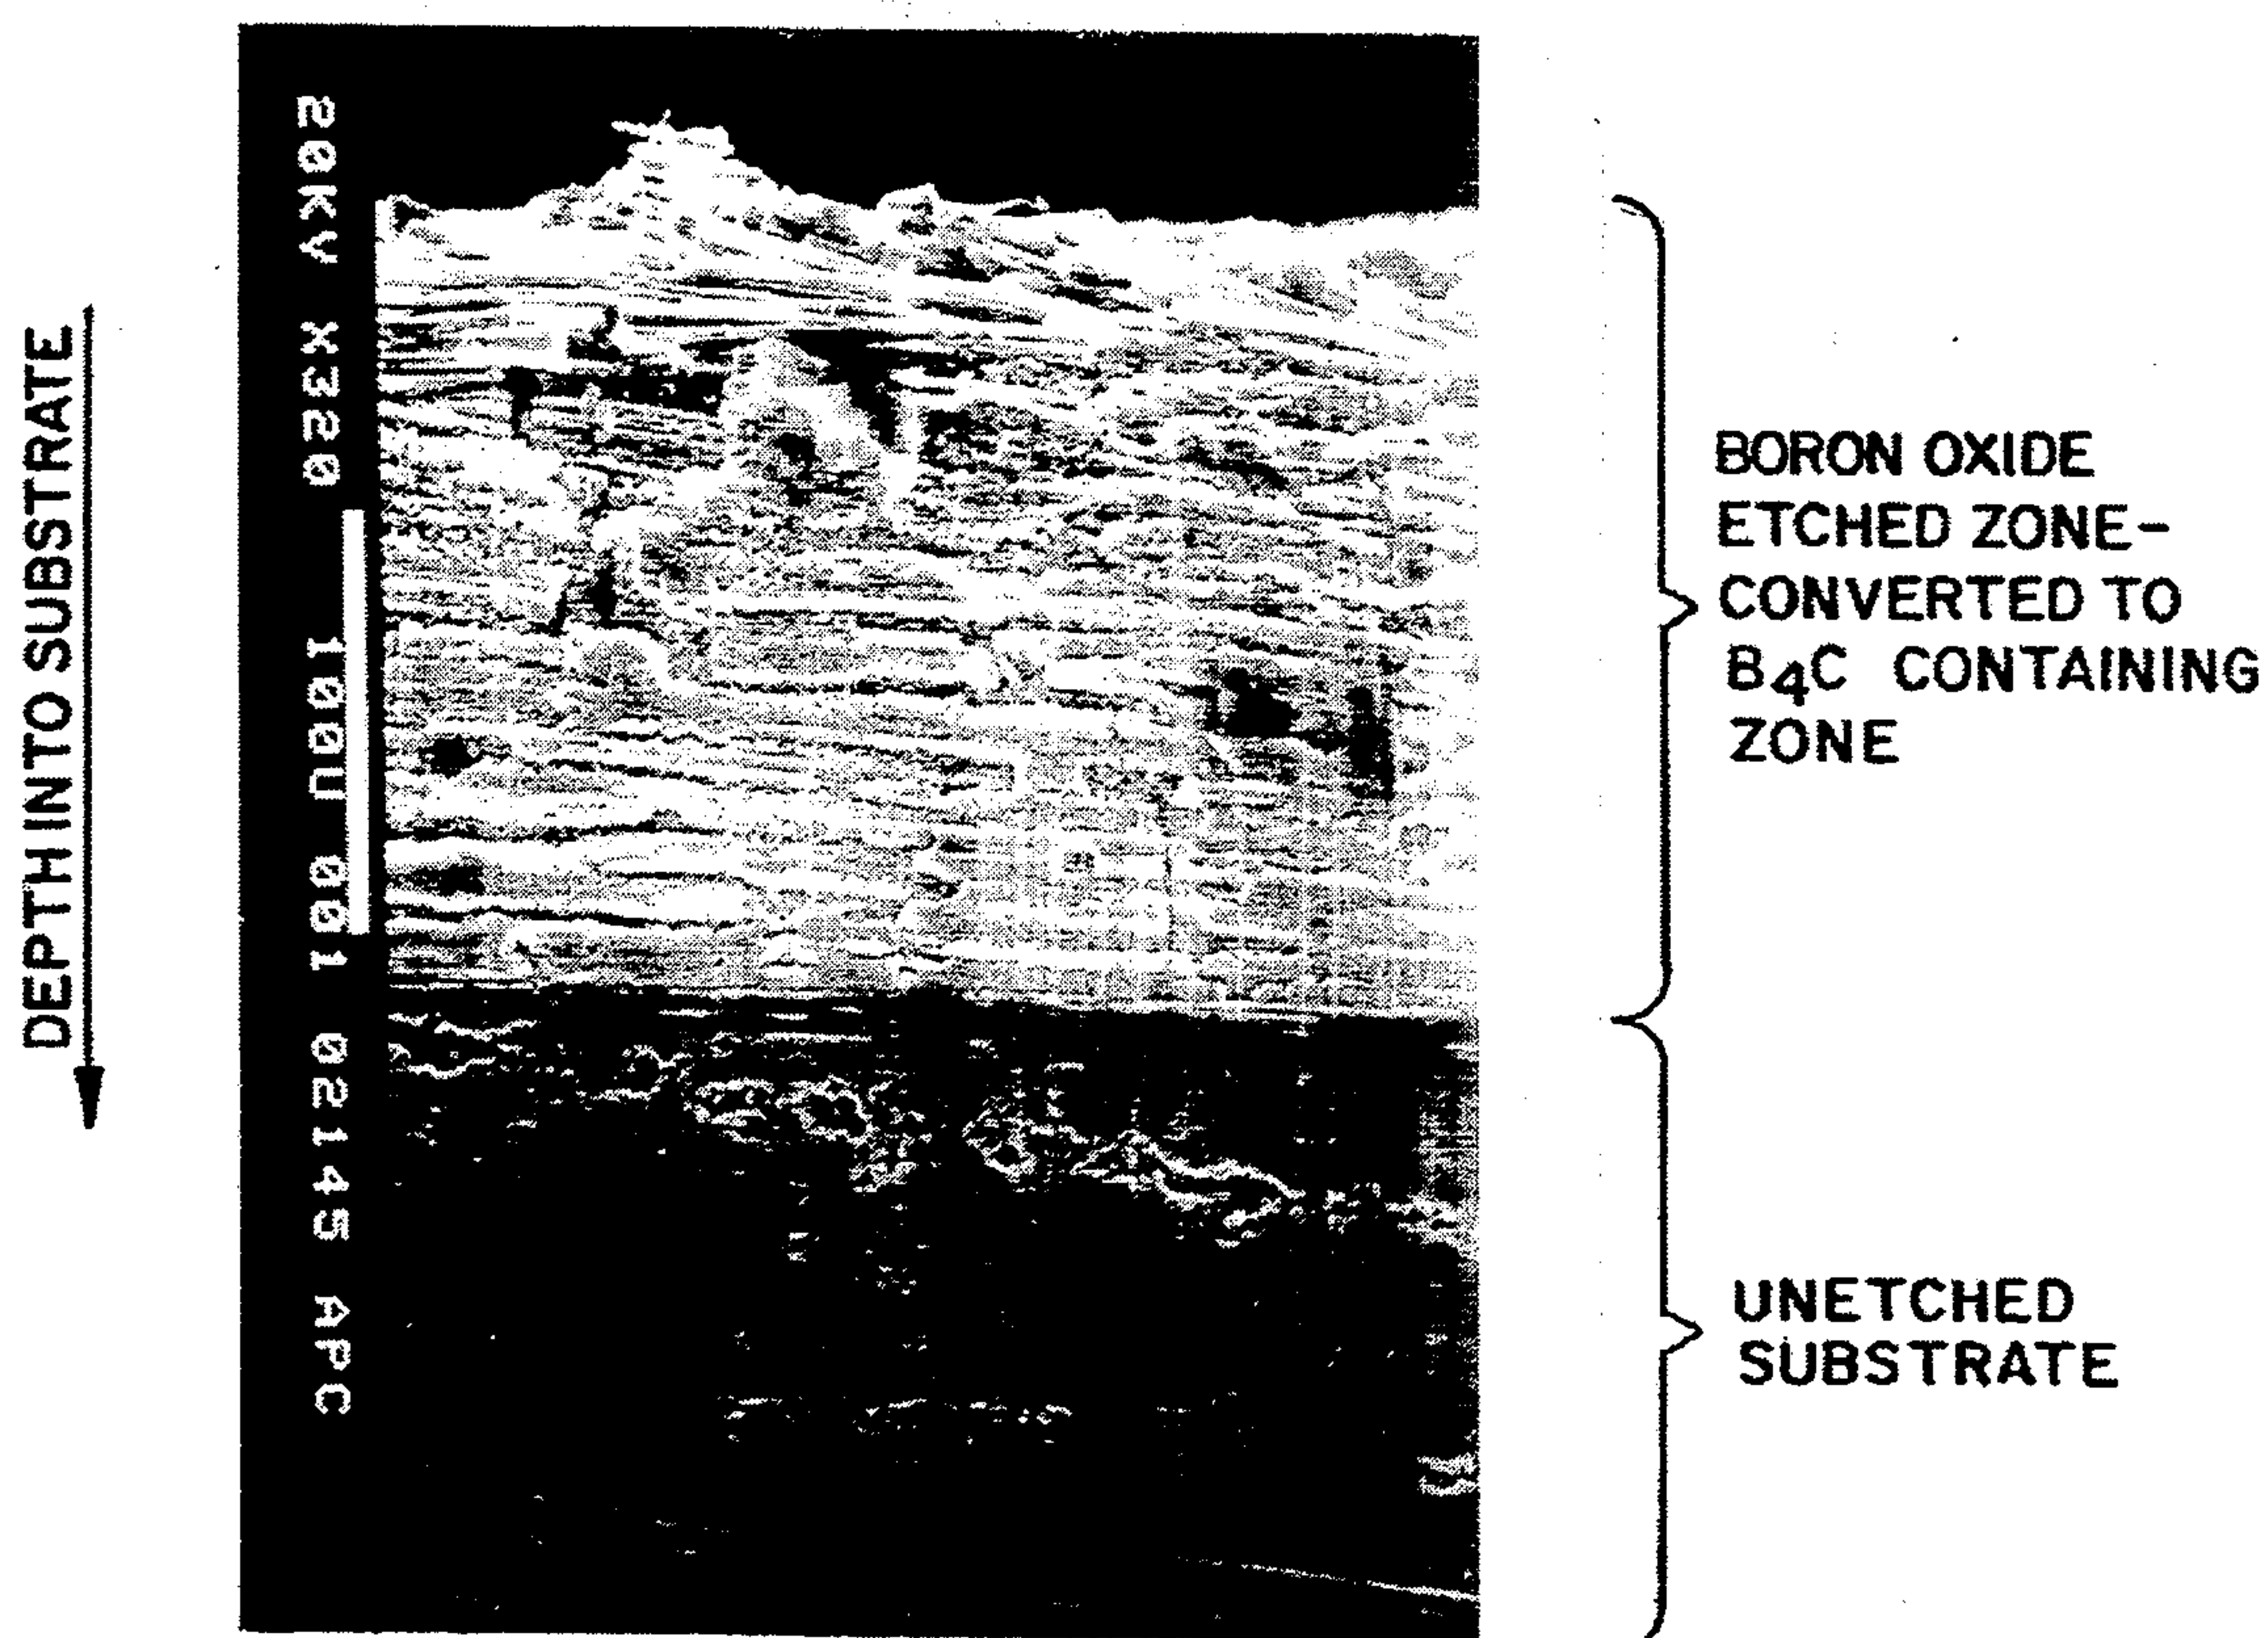 DEPTH INTO SUBSTRATE
20KV X320 100U 001 02145 APC
BORON OXIDE
ETCHED ZONE-
CONVERTED TO
B4C CONTAINING
ZONE
UNETCHED
SUBSTRATE